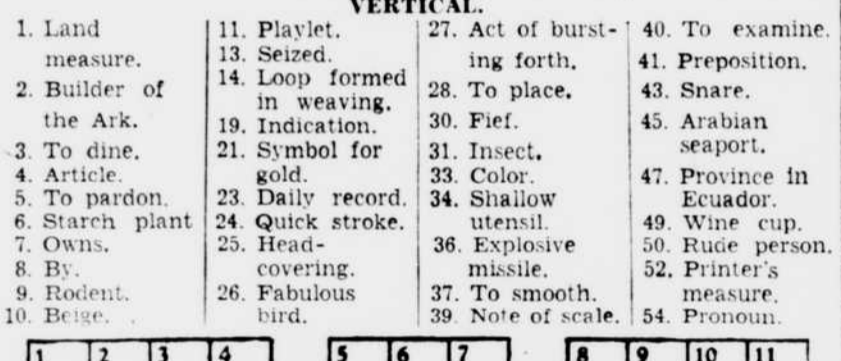 VERTICAL.
1. Land
measure.
2. Builder of
the Ark.
3. To dine.
4. Article.
5. To pardon.
6. Starch plant
7. Owns.
8. By.
9. Rodent.
10. Beige.
11. Playlet.
13. Seized.
14. Loop formed
in weaving.
19. Indication.
21. Symbol for
gold.
23. Daily record.
24. Quick stroke.
25. Head-
covering.
26. Fabulous
bird.
27. Act of burst-
ing forth.
28. To place.
30. Fief.
31. Insect.
33. Color.
34. Shallow
utensil.
36. Explosive
missile.
37. To smooth.
39. Note of scale.
40. To examine.
41. Preposition.
43. Snare.
45. Arabian
seaport.
47. Province in
Ecuador.
49. Wine cup.
50. Rude person.
52. Printer's
measure.
54. Pronoun.
1 2 3 4 5 6 7 8 9 10 11